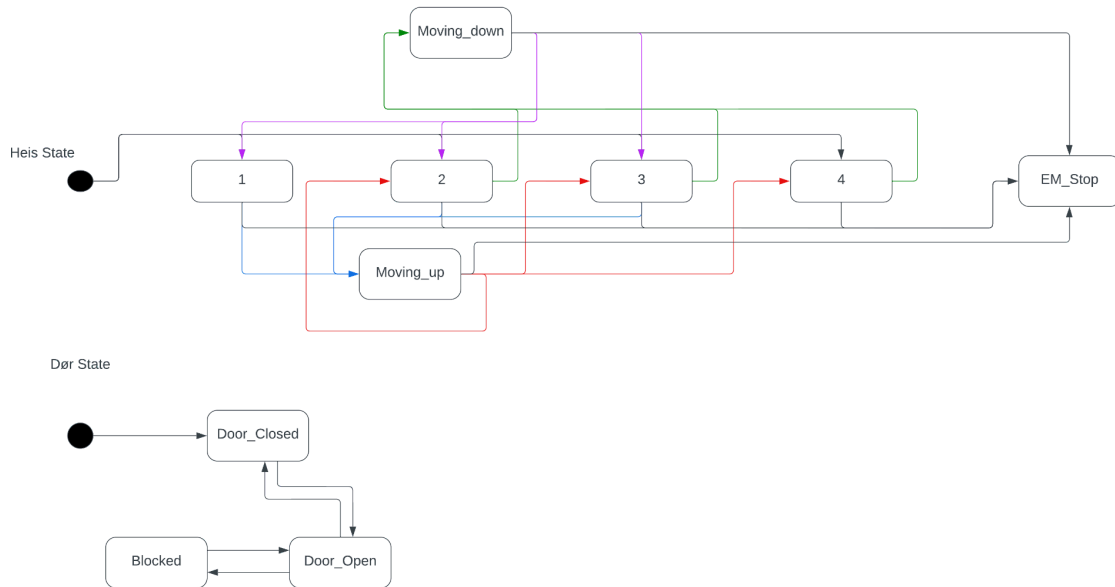 Moving_down
Heis State
1
2
3
4
EM_Stop
Moving_up
Dør State
Door_Closed
Blocked
Door_Open